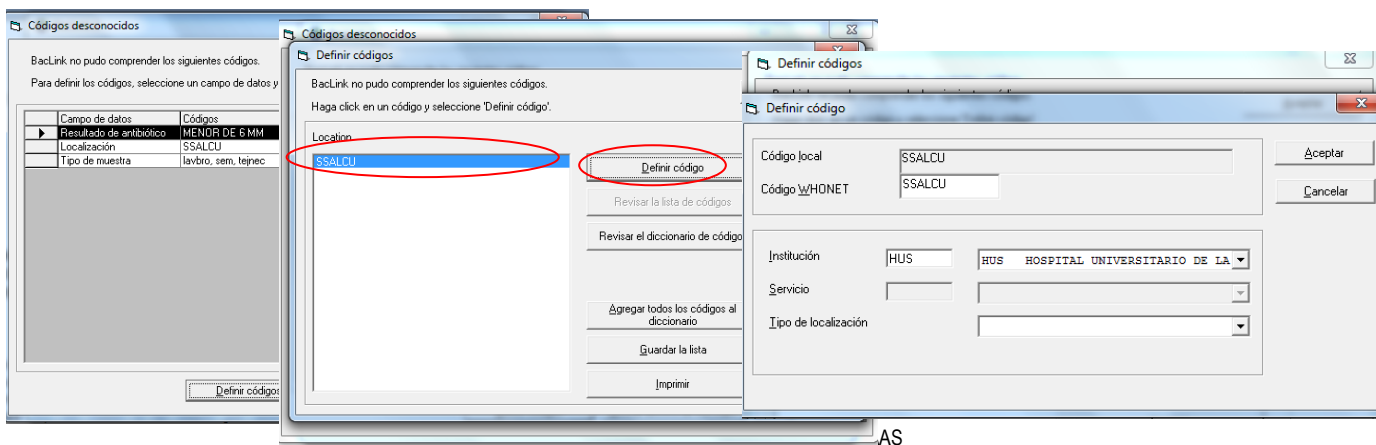 Códigos desconocidos
BacLink no pudo comprender los siguientes códigos.
Para definir los códigos, seleccione un campo de datos y
Campo de datos Códigos
Resultado de antibiótico MENOR DE 6 MM
Localización SSALCU
Tipo de muestra lavbro, sem, tejnec
Definir códigos
Códigos desconocidos
Definir códigos
BacLink no pudo comprender los siguientes códigos.
Haga click en un código y seleccione 'Definir código'.
Location
SSALCU
Definir código
Revisar la lista de códigos
Revisar el diccionario de código
Agregar todos los códigos al
diccionario
Guardar la lista
Imprimir
Definir códigos
Definir código
Código local SSALCU
Código WHONET SSALCU
Aceptar
Cancelar
Institución HUS HUS HOSPITAL UNIVERSITARIO DE LA
Servicio
Tipo de localización
AS